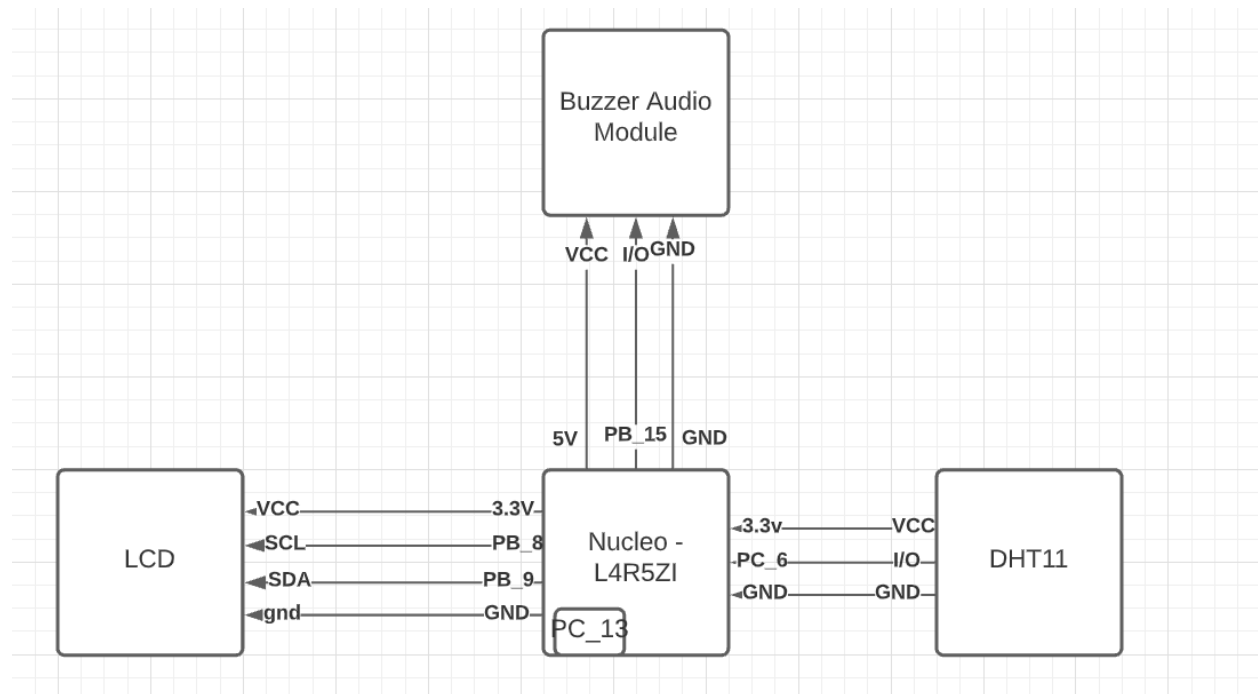 Buzzer Audio
Module
VCC I/O GND
5V PB_15 GND
LCD
VCC 3.3V
SCL PB_8
SDA PB_9
gnd GND
Nucleo -
L4R5ZI
PC_13
3.3v VCC
PC_6 I/O
GND GND
DHT11